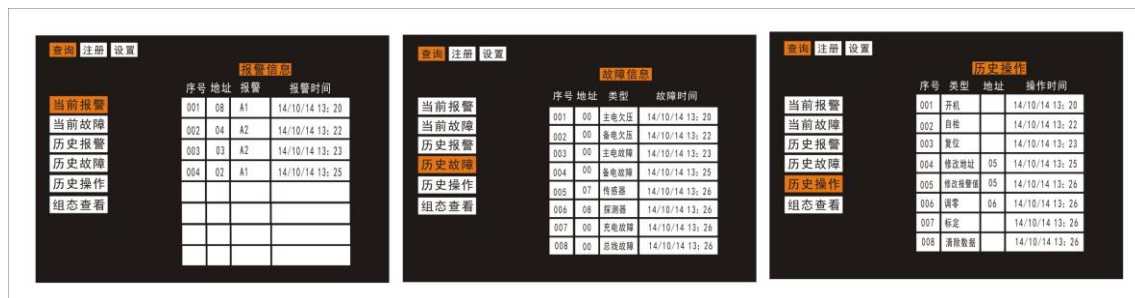 查询 注册 设置
报警信息
序号 地址 报警 报警时间
当前报警
当前故障
历史报警
历史故障
历史操作
组态查看
001 08 A1 14/10/14 13:20
002 04 A2 14/10/14 13:22
003 03 A2 14/10/14 13:23
004 02 A1 14/10/14 13:25
查询 注册 设置
故障信息
序号 地址 类型 故障时间
当前报警
当前故障
历史报警
历史故障
历史操作
组态查看
001 00 主电欠压 14/10/14 13:20
002 00 备电欠压 14/10/14 13:22
003 00 主电故障 14/10/14 13:23
004 00 备电故障 14/10/14 13:25
005 07 传感器 14/10/14 13:26
006 08 探测器 14/10/14 13:26
007 00 充电故障 14/10/14 13:26
008 00 总线故障 14/10/14 13:26
查询 注册 设置
历史操作
序号 类型 地址 操作时间
当前报警
当前故障
历史报警
历史故障
历史操作
组态查看
001 开机 14/10/14 13:20
002 自检 14/10/14 13:22
003 复位 14/10/14 13:23
004 修改地址 05 14/10/14 13:25
005 修改报警值 05 14/10/14 13:26
006 调零 06 14/10/14 13:26
007 标定 14/10/14 13:26
008 清除数据 14/10/14 13:26